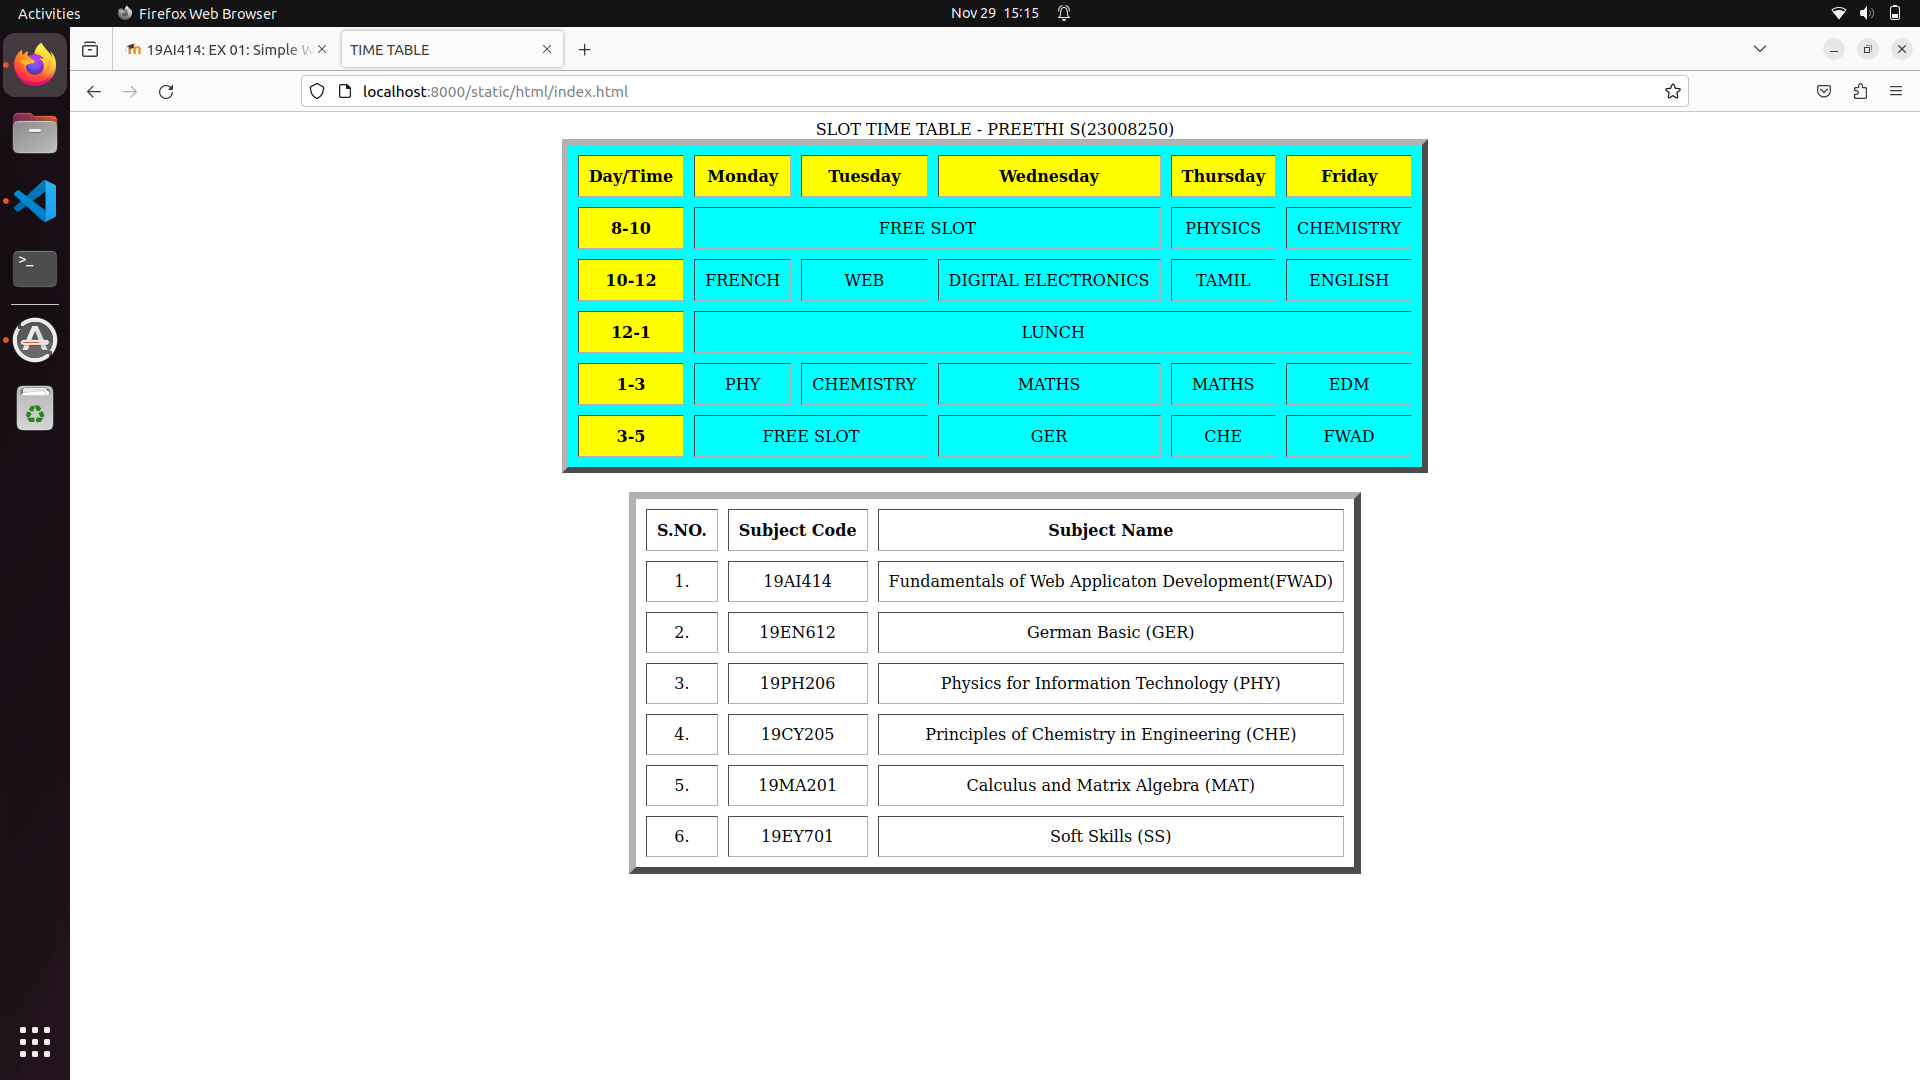 Activities Firefox Web Browser Nov 29 15:15
19AI414: EX 01: Simple W TIME TABLE
localhost:8000/static/html/index.html
SLOT TIME TABLE - PREETHI S(23008250)
Day/Time Monday Tuesday Wednesday Thursday Friday
8-10 FREE SLOT PHYSICS CHEMISTRY
10-12 FRENCH WEB DIGITAL ELECTRONICS TAMIL ENGLISH
12-1 LUNCH
1-3 PHY CHEMISTRY MATHS MATHS EDM
3-5 FREE SLOT GER CHE FWAD
S.NO. Subject Code Subject Name
1. 19AI414 Fundamentals of Web Applicaton Development(FWAD)
2. 19EN612 German Basic (GER)
3. 19PH206 Physics for Information Technology (PHY)
4. 19CY205 Principles of Chemistry in Engineering (CHE)
5. 19MA201 Calculus and Matrix Algebra (MAT)
6. 19EY701 Soft Skills (SS)